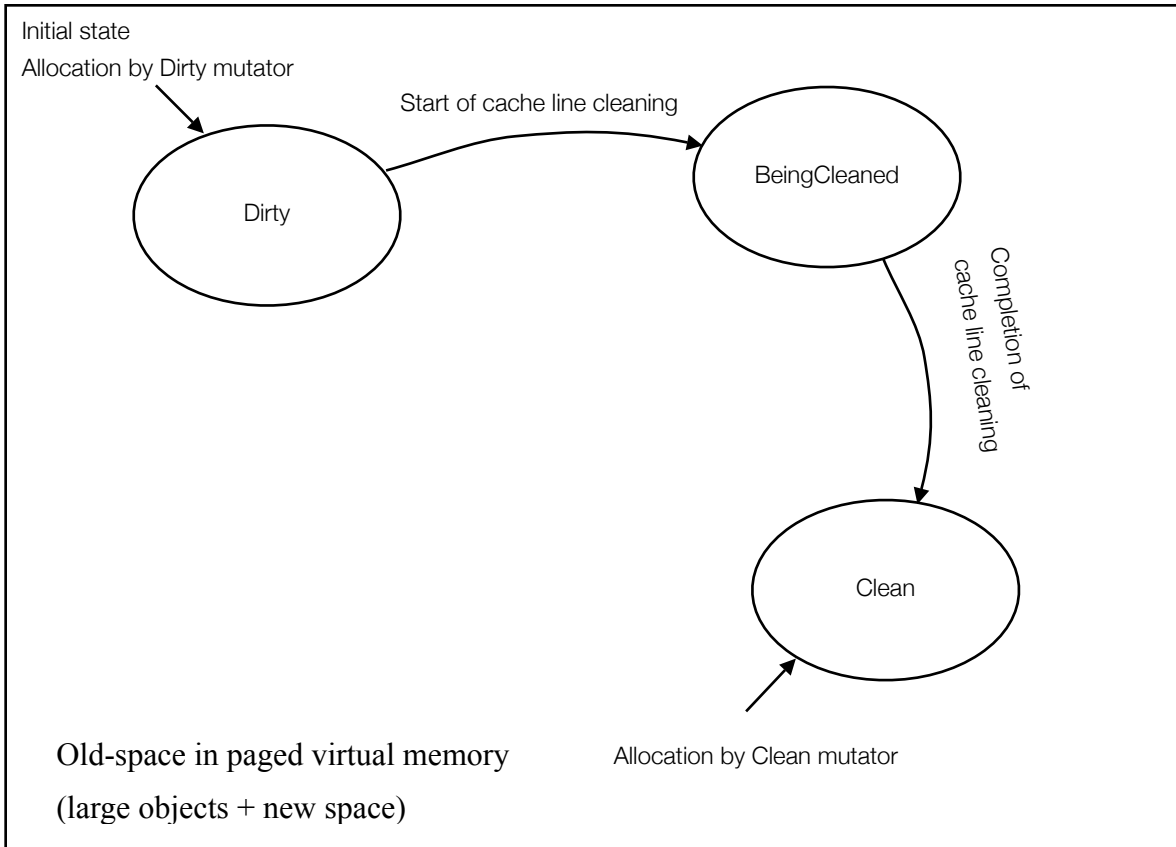 Initial state
Allocation by Dirty mutator
Start of cache line cleaning
Dirty
BeingCleaned
Completion of
cache line cleaning
Clean
Allocation by Clean mutator
Old-space in paged virtual memory
(large objects + new space)